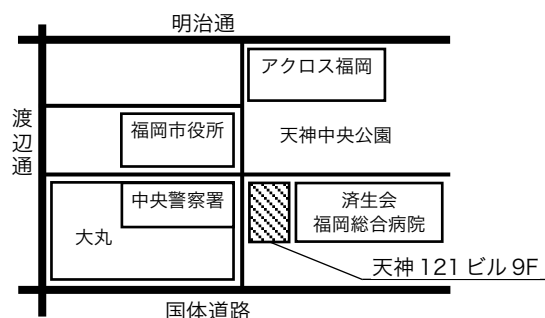 明治通
アクロス福岡
渡辺通
福岡市役所
天神中央公園
中央警察署
大丸
済生会
福岡総合病院
天神 121 ビル 9F
国体道路